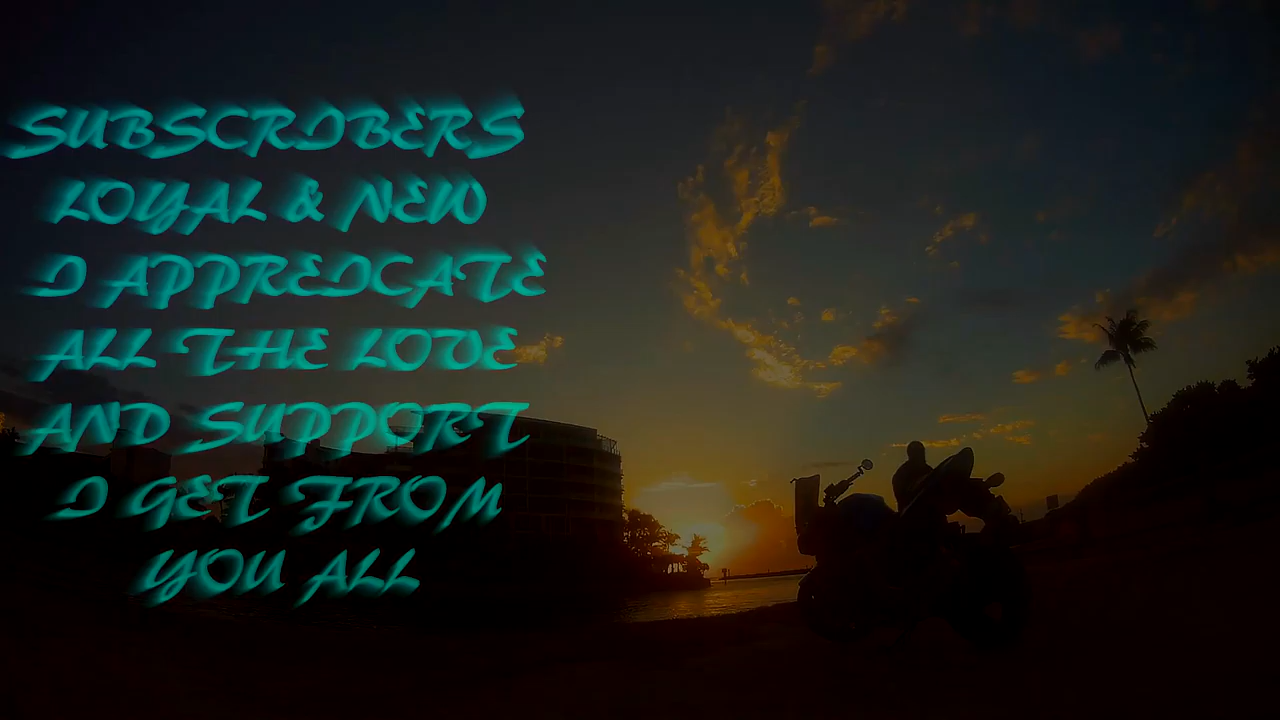 SUBSCRIBERS
LOYAL & NEW
I APPREICATE
ALL THE LOVE
AND SUPPORT
I GET FROM
YOU ALL